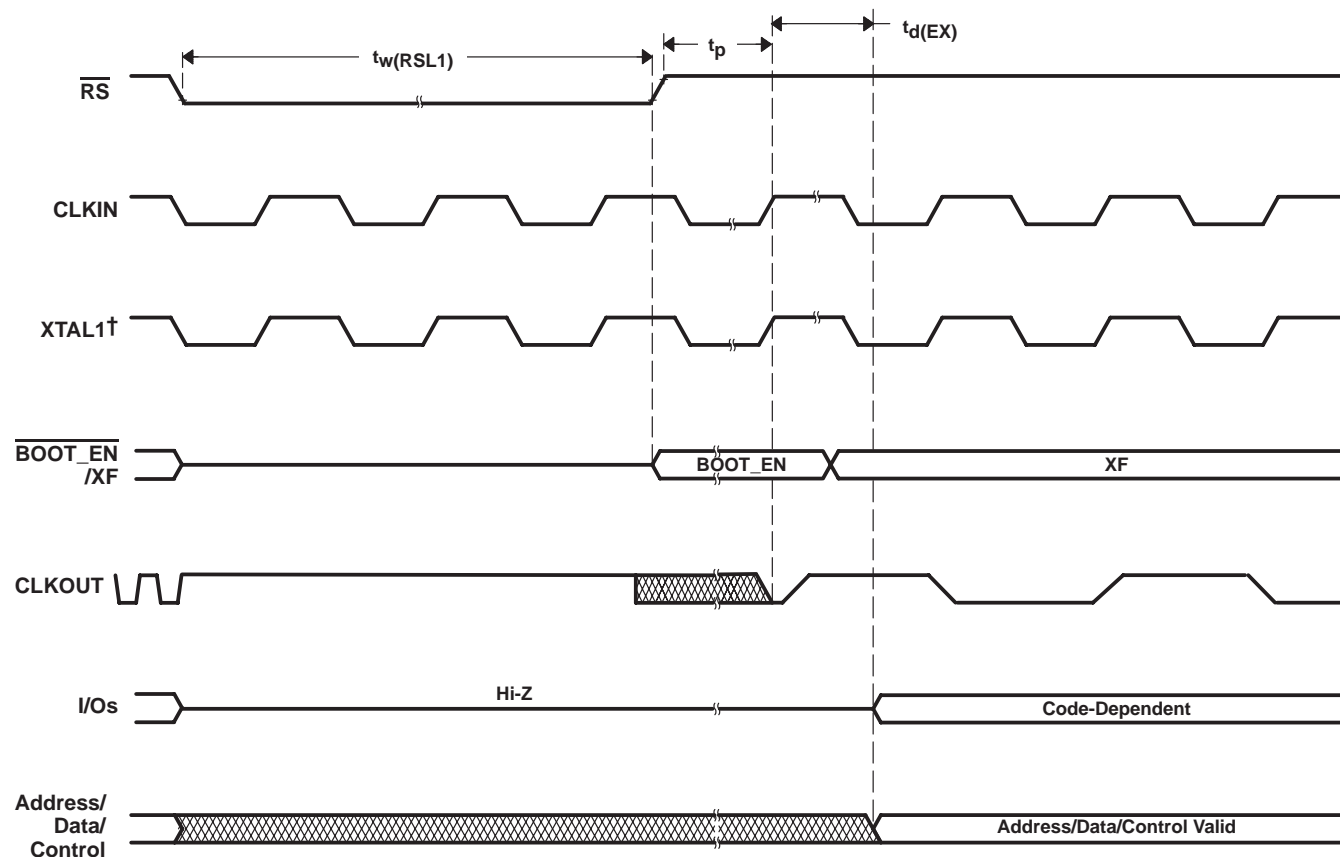 td(EX)
tw(RSL1)
tp
RS
CLKIN
XTAL1†
BOOT_EN
/XF
BOOT_EN
XF
CLKOUT
I/Os
Hi-Z
Code-Dependent
Address/
Data/
Control
Address/Data/Control Valid